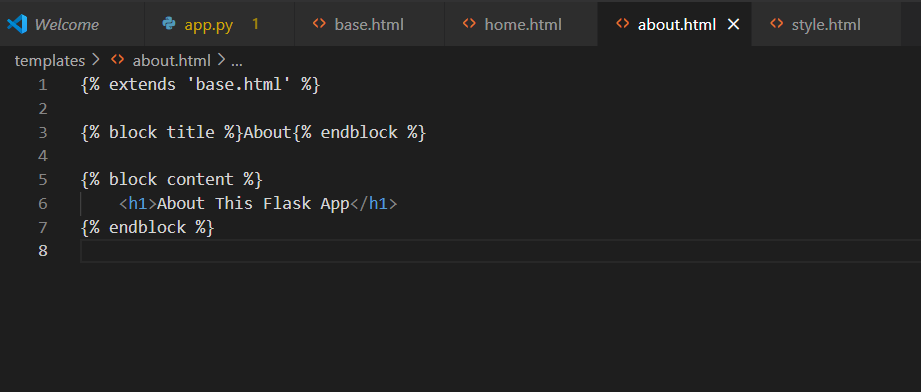 Welcome app.py 1 base.html home.html about.html style.html
templates > about.html > ...
1 {% extends 'base.html' %}
2
3 {% block title %}About{% endblock %}
4
5 {% block content %}
6     <h1>About This Flask App</h1>
7 {% endblock %}
8